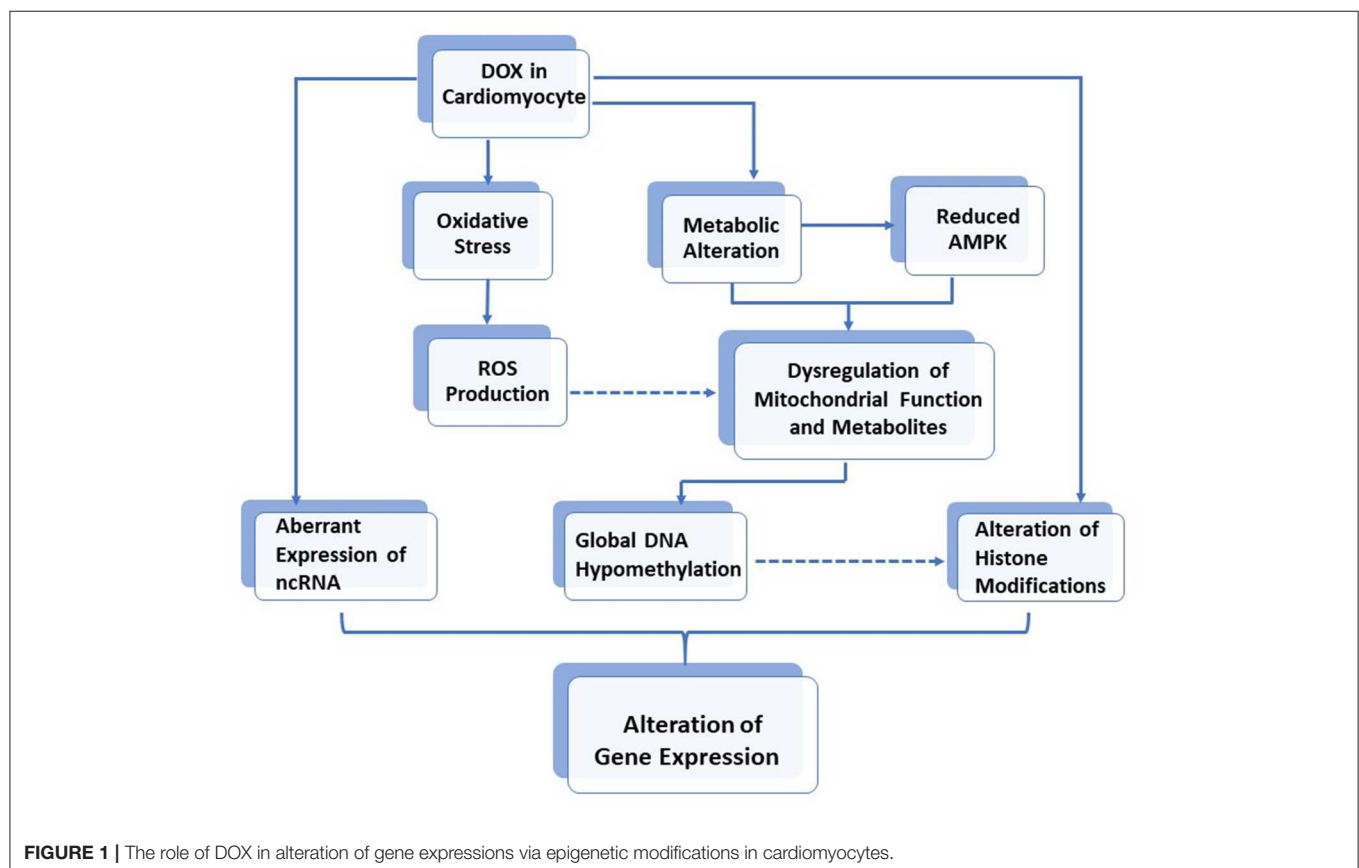 DOX in
Cardiomyocyte
Oxidative
Stress
Metabolic
Alteration
Reduced
AMPK
ROS
Production
Dysregulation of
Mitochondrial Function
and Metabolites
Aberrant
Expression of
ncRNA
Global DNA
Hypomethylation
Alteration of
Histone
Modifications
Alteration of
Gene Expression
FIGURE 1 | The role of DOX in alteration of gene expressions via epigenetic modifications in cardiomyocytes.